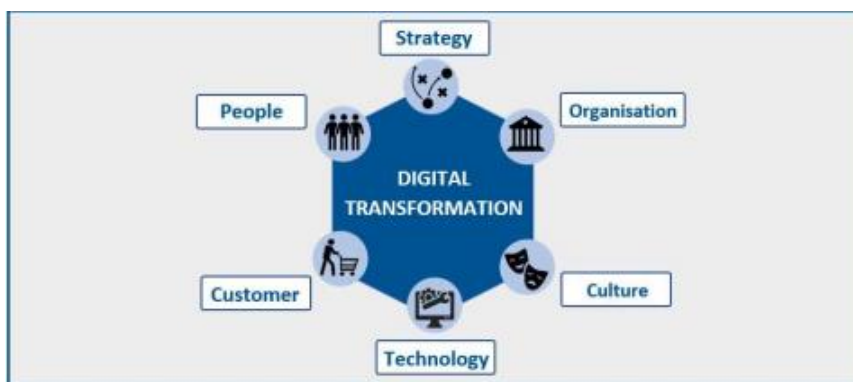 Strategy
People
Organisation
DIGITAL
TRANSFORMATION
Customer
Culture
Technology